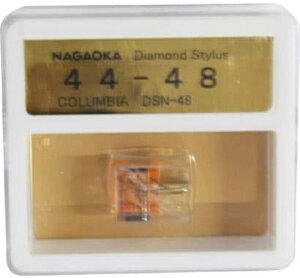 NAGAOKA Diamond Stylus
44-48
COLUMBIA DSN-48